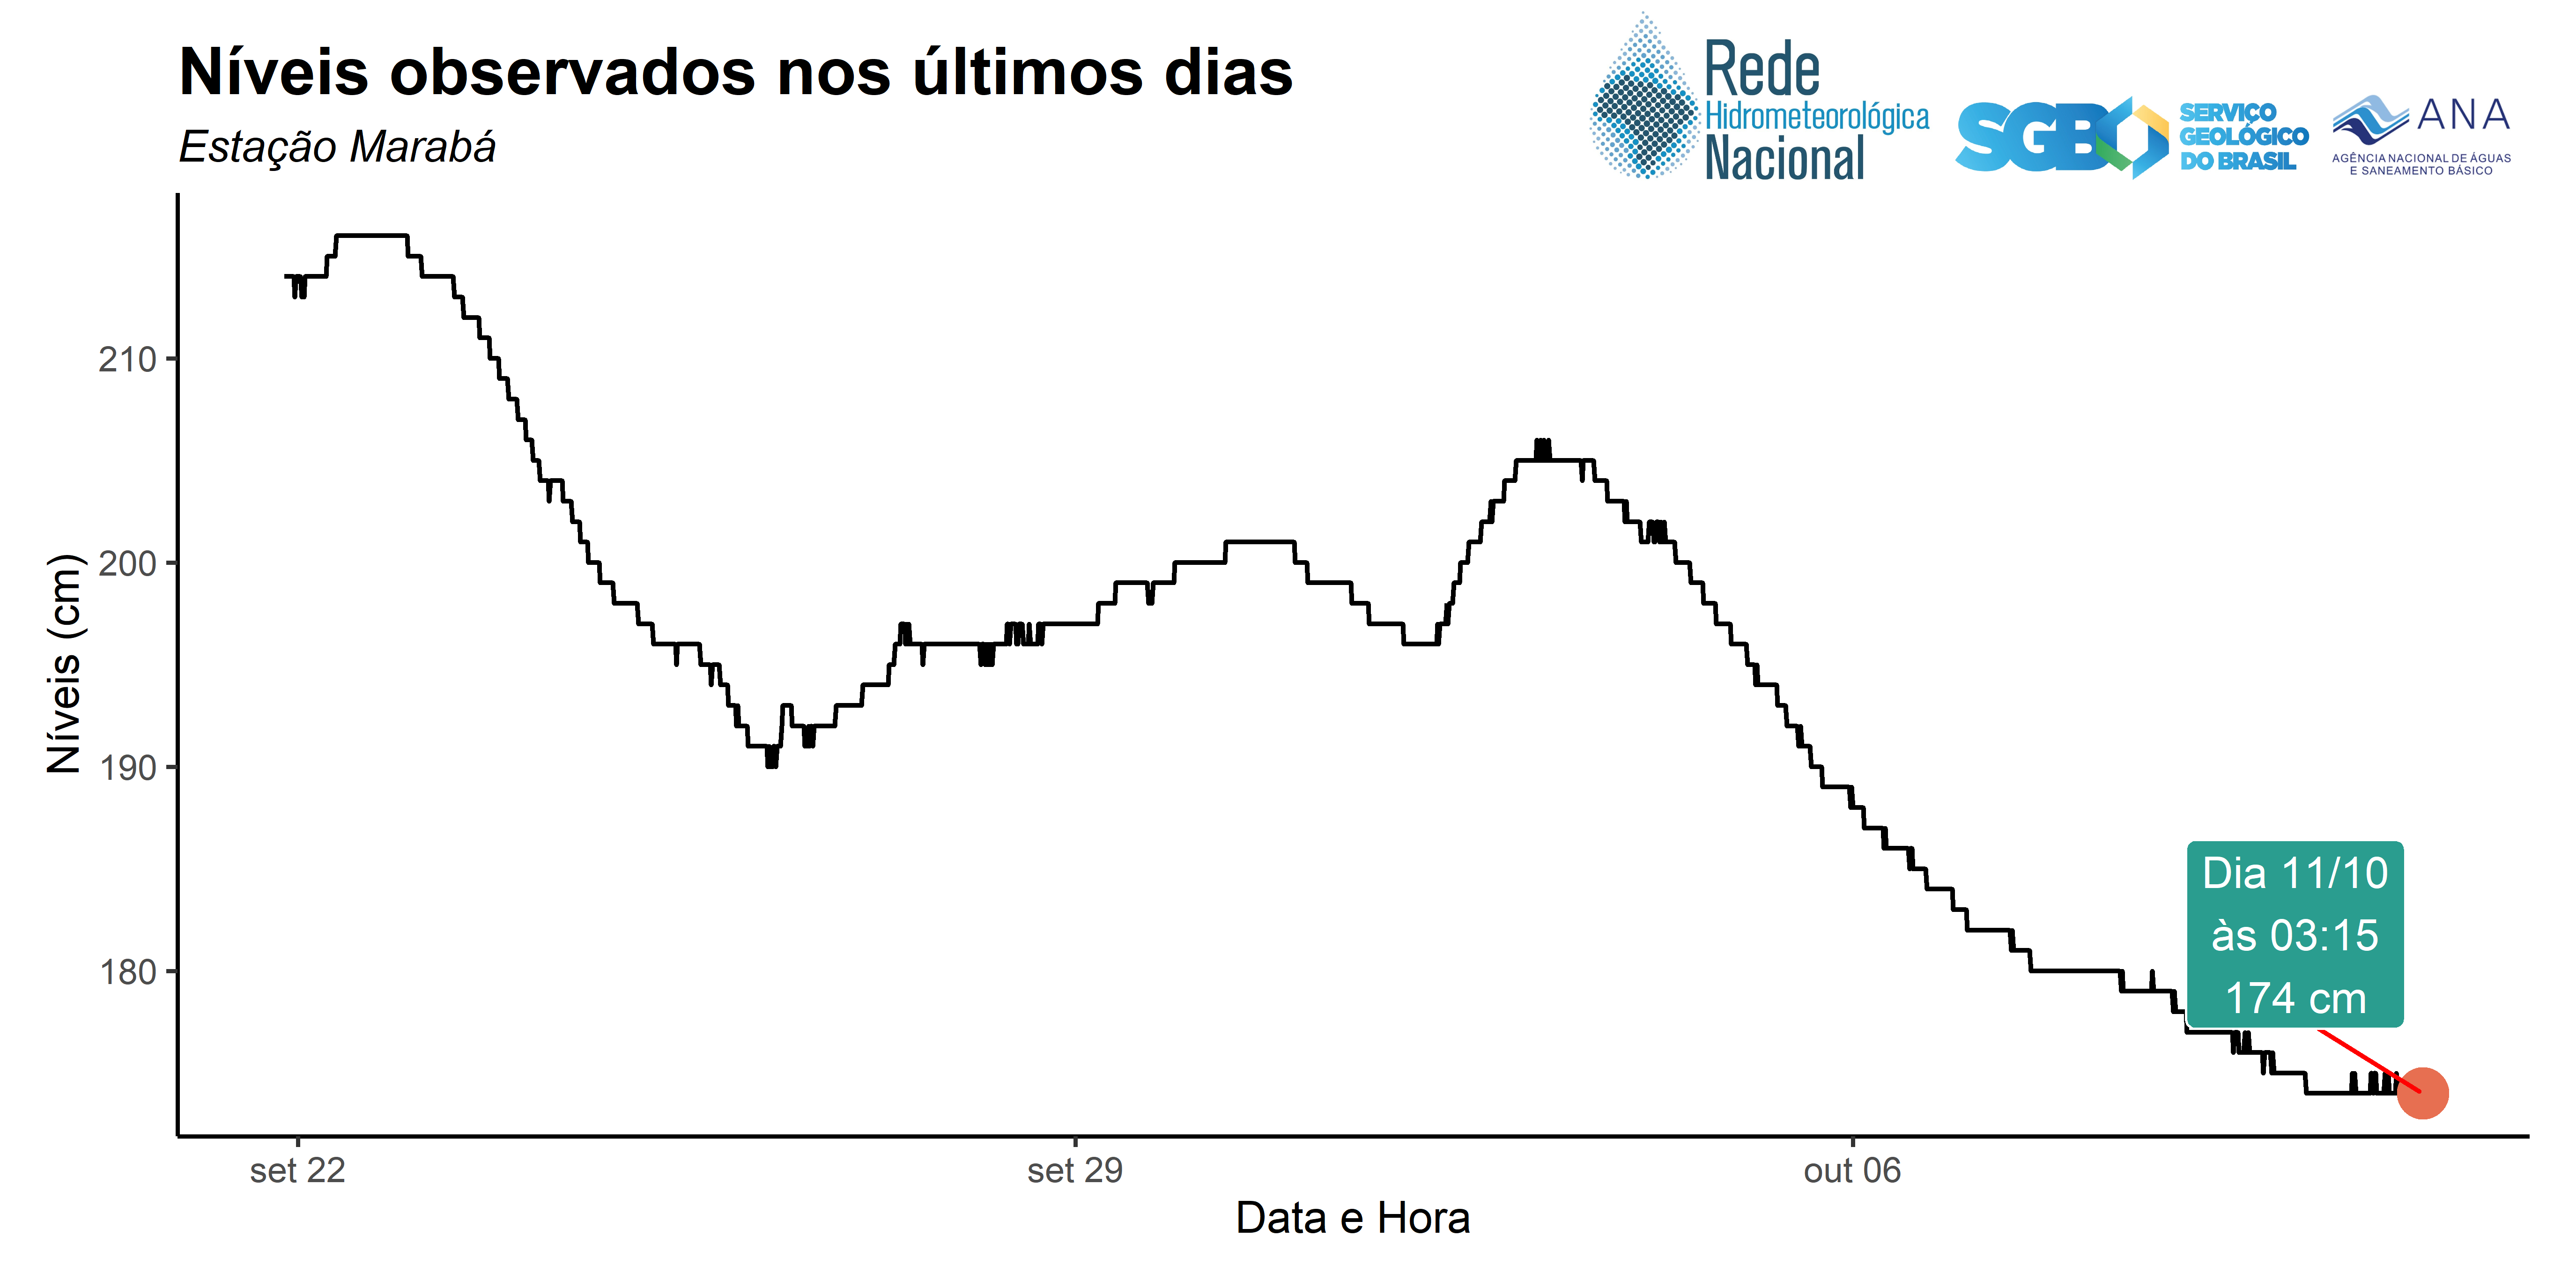 Níveis observados nos últimos dias
Estação Marabá
Rede
Hidrometeorológica
Nacional
SGB
SERVIÇO
GEOLÓGICO
DO BRASIL
ANA
AGÊNCIA NACIONAL DE ÁGUAS
E SANEAMENTO BÁSICO
Níveis (cm)
210
200
190
180
Dia 11/10
às 03:15
174 cm
set 22
set 29
out 06
Data e Hora